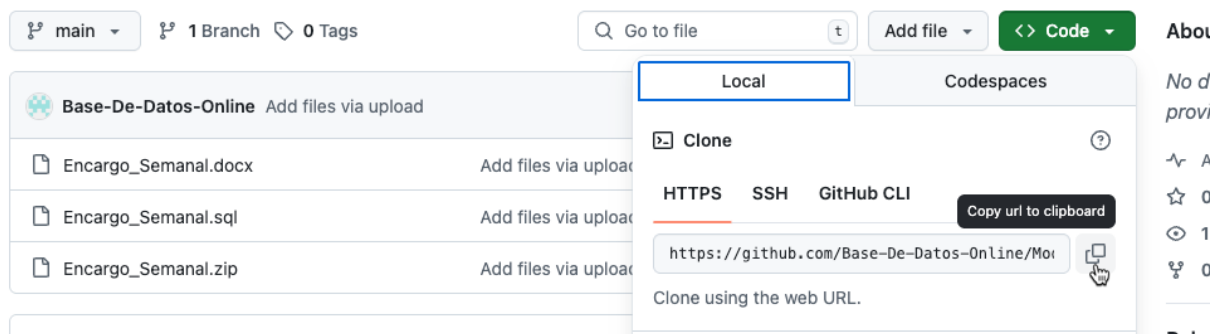 main 1 Branch 0 Tags Go to file t Add file Code
Local Codespaces
Base-De-Datos-Online Add files via upload
Clone
HTTPS SSH GitHub CLI
Copy url to clipboard
https://github.com/Base-De-Datos-Online/Mo
Clone using the web URL.
Encargo_Semanal.docx Add files via upload
Encargo_Semanal.sql Add files via upload
Encargo_Semanal.zip Add files via upload
Abou
No d
provi
A
0
1
0